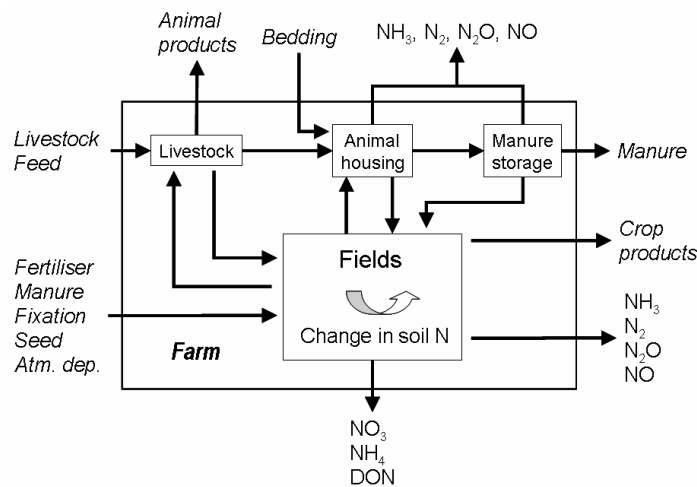 Animal
products
Bedding
NH₃, N₂, N₂O, NO
Livestock
Feed
Livestock
Animal
housing
Manure
storage
Manure
Fields
Change in soil N
Crop
products
Fertiliser
Manure
Fixation
Seed
Atm. dep.
Farm
NH₃
N₂
N₂O
NO
NO₃
NH₄
DON